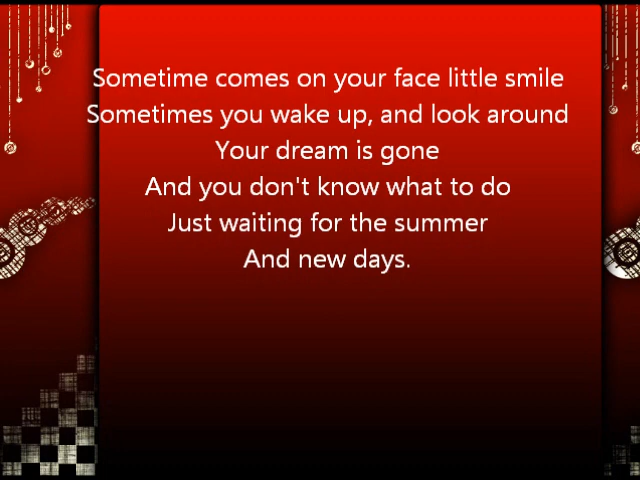 Sometime comes on your face little smile
Sometimes you wake up, and look around
Your dream is gone
And you don't know what to do
Just waiting for the summer
And new days.